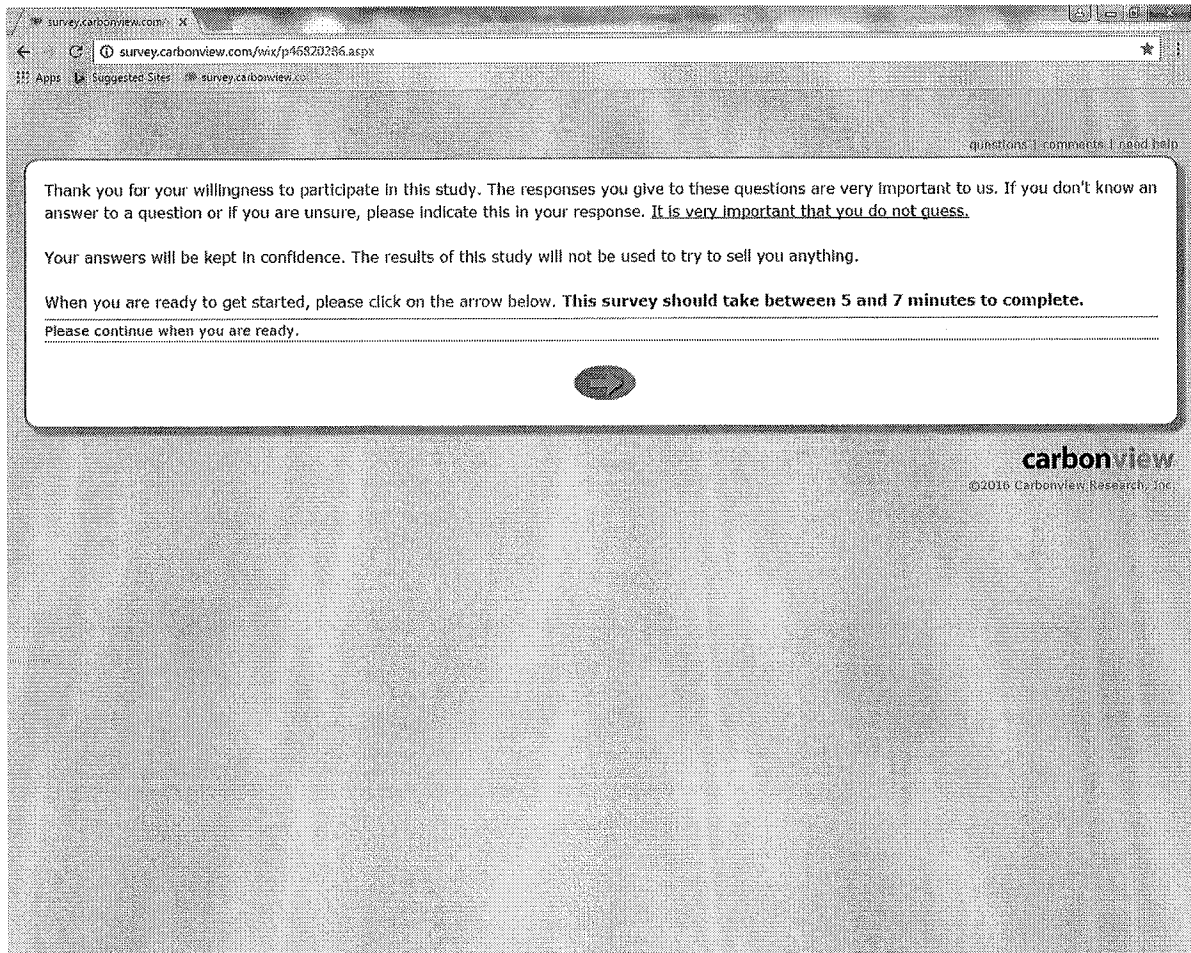 survey.carbonview.com/ X
survey.carbonview.com/wix/p46820286.aspx
Apps Suggested Sites survey.carbonview.co
questions | comments | need help
Thank you for your willingness to participate in this study. The responses you give to these questions are very important to us. If you don't know an
answer to a question or if you are unsure, please indicate this in your response. It is very important that you do not guess.
Your answers will be kept in confidence. The results of this study will not be used to try to sell you anything.
When you are ready to get started, please click on the arrow below. This survey should take between 5 and 7 minutes to complete.
Please continue when you are ready.
carbonview
©2016 Carbonview Research, Inc.